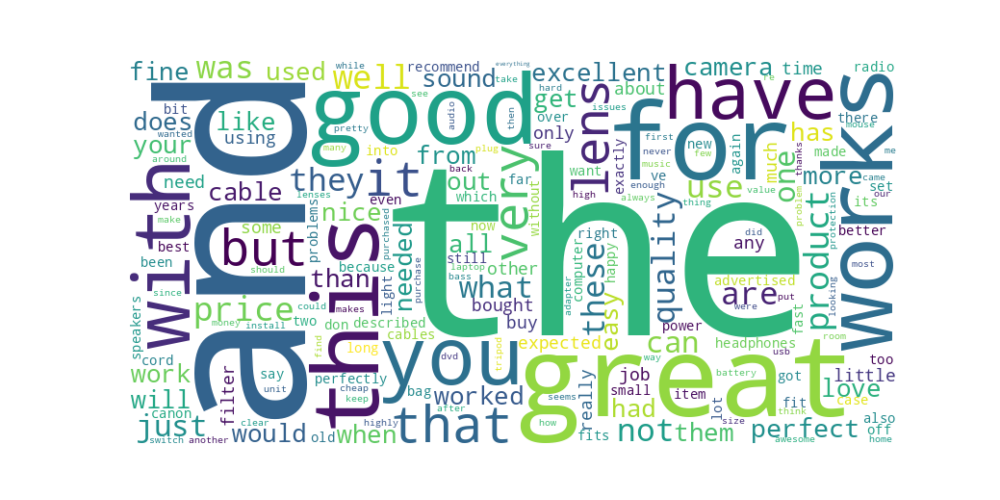 everything
while
recommend
fine
was
used
well
sound
take
excellent
camera
time
radio
see
hard
about
re
bit
wanted
does
like
good
get
over
issues
have
there
mouse
your
using
audio
then
only
lens
for
new
few
first
never
has
me
around
many
pretty
into
from
plug
sure
exactly
music
again
much
made
thanks
works
need
and
they
it
back
very
want
enough
ve
one
more
came
with
cable
even
out
far
high
always
use
value
set
our
years
make
lenses
purchased
which
without
thing
problem
its
some
nice
the
best
but
problems
this
needed
now
all
right
quality
did
any
better
been
because
still
other
computer
these
happy
easy
product
protection
most
since
should
than
light
purchase
laptop
bass
what
adapter
advertised
are
put
looking
price
could
makes
bought
were
speakers
money
install
two
don
described
buy
power
fast
room
cord
find
long
cables
you
expected
can
headphones
way
usb
too
work
say
unit
perfectly
dvd
tripod
great
job
battery
got
little
will
filter
cheap
keep
bag
worked
seems
really
small
item
fit
case
love
canon
clear
highly
after
that
how
had
lot
size
think
just
would
old
when
fits
not
them
perfect
also
off
switch
another
awesome
home